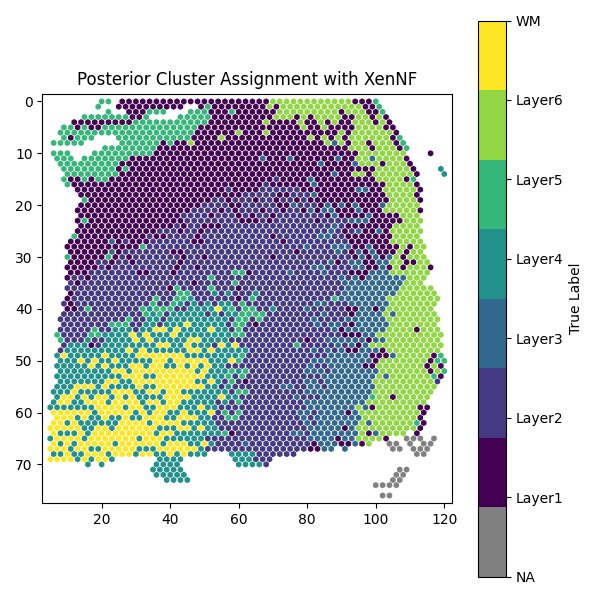 Posterior Cluster Assignment with XenNF
0
10
20
30
40
50
60
70
20
40
60
80
100
120
WM
Layer6
Layer5
Layer4
Layer3
Layer2
Layer1
NA
True Label